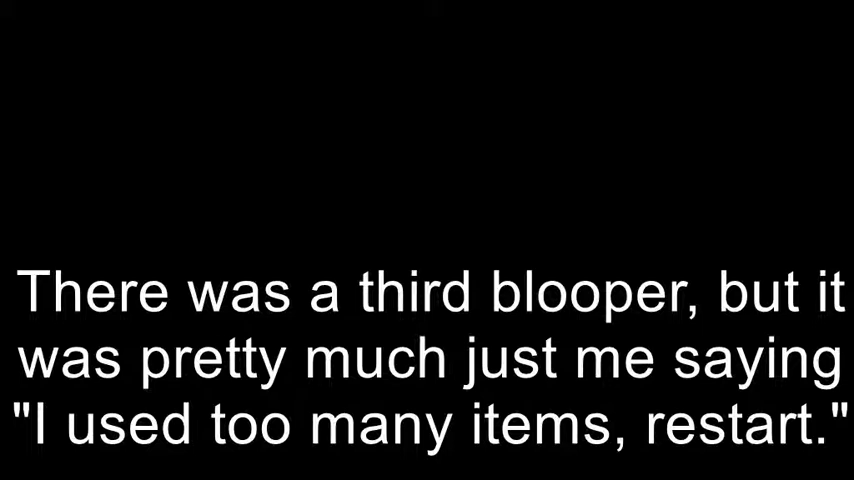 There was a third blooper, but it
was pretty much just me saying
"I used too many items, restart."